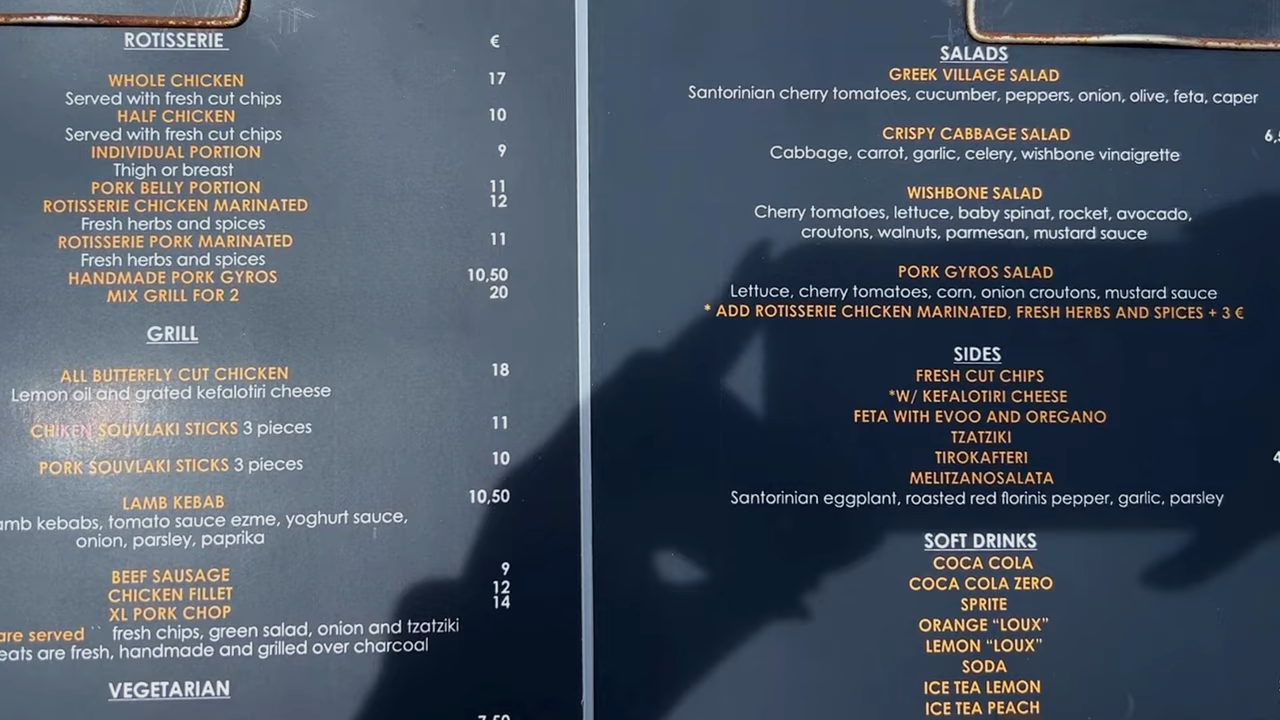 ROTISSERIE €
WHOLE CHICKEN 17
Served with fresh cut chips
HALF CHICKEN 10
Served with fresh cut chips
INDIVIDUAL PORTION 9
Thigh or breast
PORK BELLY PORTION 11
ROTISSERIE CHICKEN MARINATED 12
Fresh herbs and spices
ROTISSERIE PORK MARINATED 11
Fresh herbs and spices
HANDMADE PORK GYROS 10,50
MIX GRILL FOR 2 20
GRILL
ALL BUTTERFLY CUT CHICKEN 18
Lemon oil and grated kefalotiri cheese
CHIKEN SOUVLAKI STICKS 3 pieces 11
PORK SOUVLAKI STICKS 3 pieces 10
LAMB KEBAB 10,50
kebabs, tomato sauce ezme, yoghurt sauce,
onion, parsley, paprika
BEEF SAUSAGE 9
CHICKEN FILLET 12
XL PORK CHOP 14
are served `` fresh chips, green salad, onion and tzatziki
are fresh, handmade and grilled over charcoal
VEGETARIAN
SALADS
GREEK VILLAGE SALAD
Santorinian cherry tomatoes, cucumber, peppers, onion, olive, feta, caper
CRISPY CABBAGE SALAD
Cabbage, carrot, garlic, celery, wishbone vinaigrette
WISHBONE SALAD
Cherry tomatoes, lettuce, baby spinat, rocket, avocado,
croutons, walnuts, parmesan, mustard sauce
PORK GYROS SALAD
Lettuce, cherry tomatoes, corn, onion croutons, mustard sauce
* ADD ROTISSERIE CHICKEN MARINATED, FRESH HERBS AND SPICES + 3 €
SIDES
FRESH CUT CHIPS
*W/ KEFALOTIRI CHEESE
FETA WITH EVOO AND OREGANO
TZATZIKI
TIROKAFTERI
MELITZANOSALATA
Santorinian eggplant, roasted red florinis pepper, garlic, parsley
SOFT DRINKS
COCA COLA
COCA COLA ZERO
SPRITE
ORANGE “LOUX”
LEMON “LOUX”
SODA
ICE TEA LEMON
ICE TEA PEACH